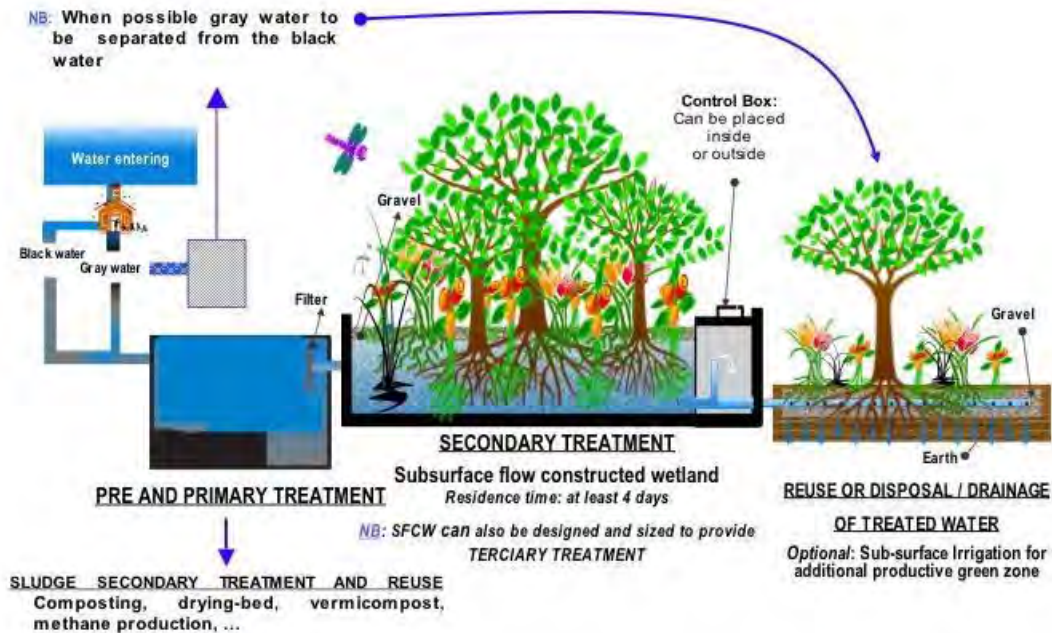 NB: When possible gray water to
be separated from the black
water
Water entering
Black water
Gray water
Filter
Gravel
Control Box:
Can be placed
inside
or outside
Gravel
Earth
PRE AND PRIMARY TREATMENT
SECONDARY TREATMENT
Subsurface flow constructed wetland
Residence time: at least 4 days
NB: SFCW can also be designed and sized to provide
TERCIARY TREATMENT
REUSE OR DISPOSAL / DRAINAGE
OF TREATED WATER
Optional: Sub-surface Irrigation for
additional productive green zone
SLUDGE SECONDARY TREATMENT AND REUSE
Composting, drying-bed, vermicompost,
methane production, ...